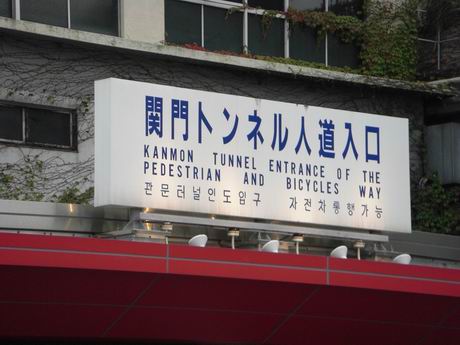 関門トンネル人道入口
KANMON TUNNEL ENTRANCE OF THE
PEDESTRIAN AND BICYCLES WAY
관문터널인도입구 자전차통행가능